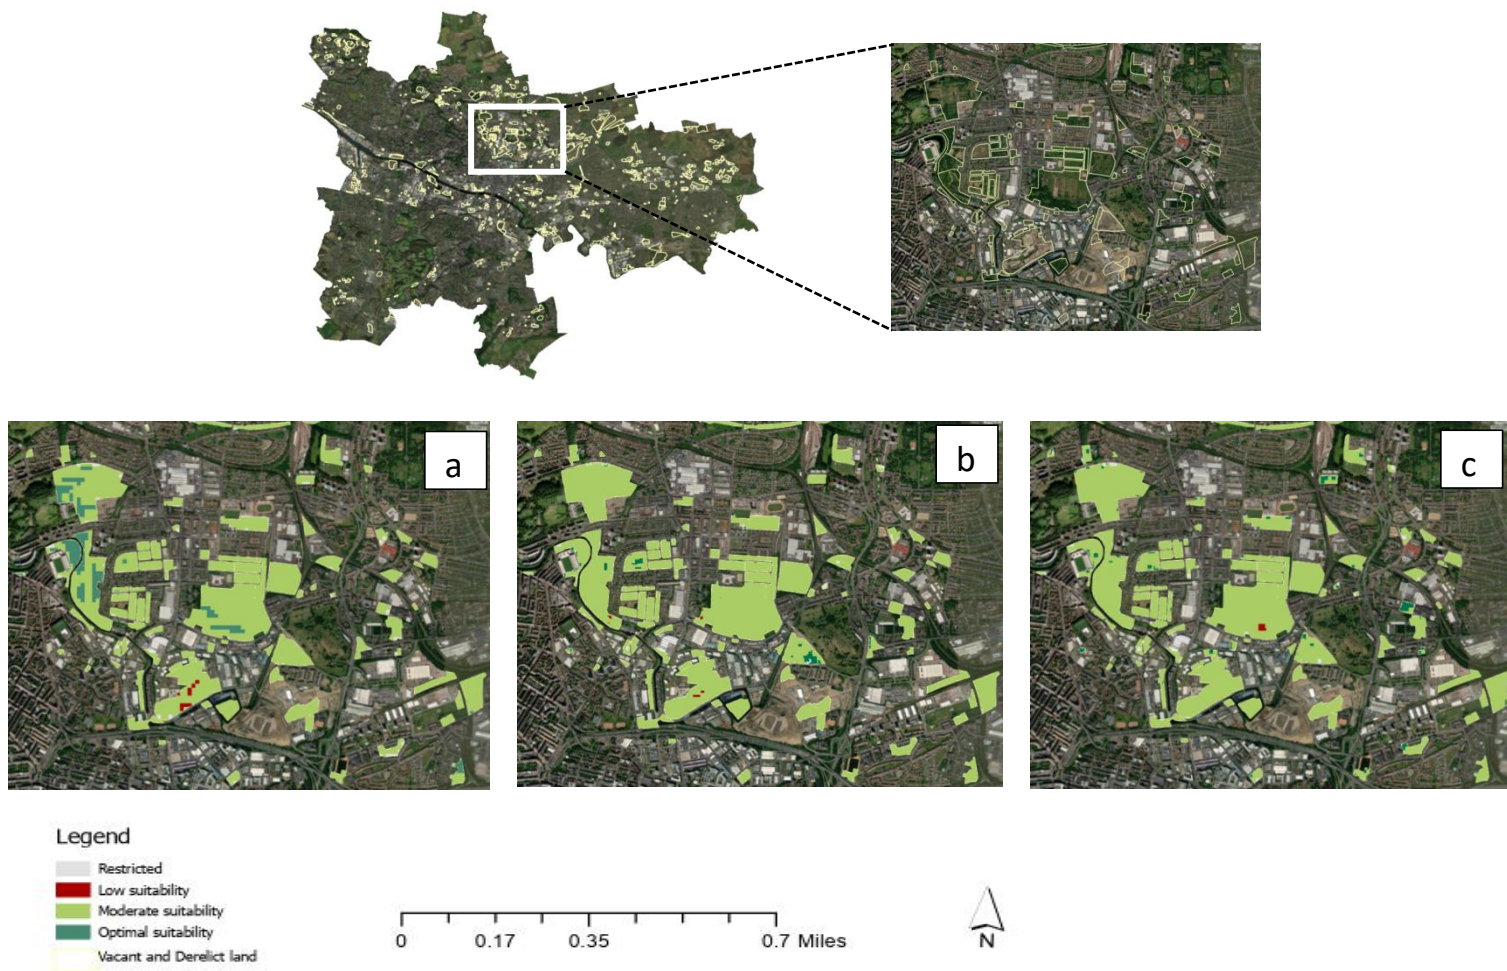 a
b
c
Legend
Restricted
Low suitability
Moderate suitability
Optimal suitability
Vacant and Derelict land
0 0.17 0.35 0.7 Miles
N